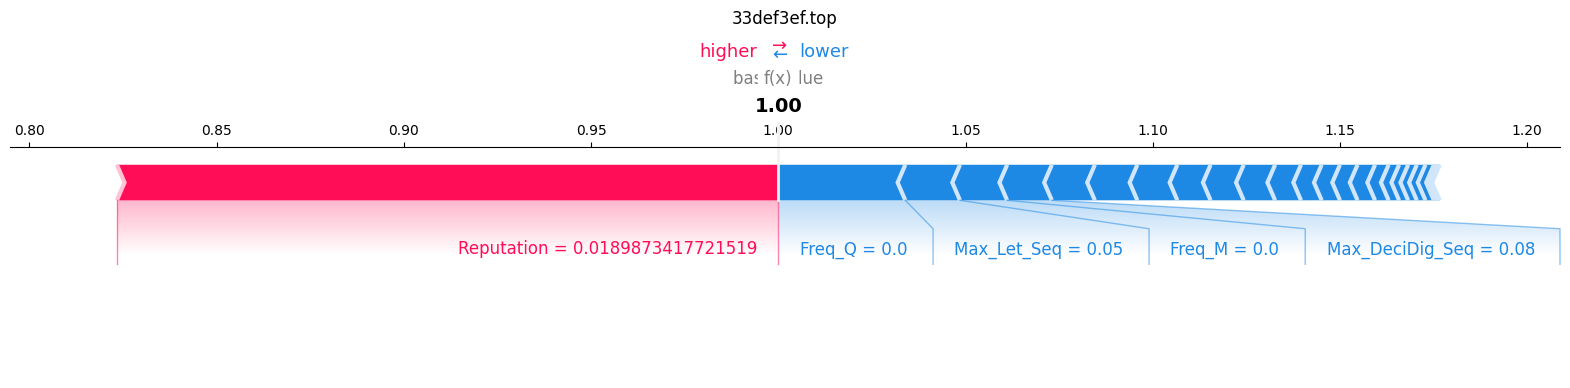 33def3ef.top
higher ⇄ lower
f(x)
1.00
0.80 0.85 0.90 0.95 1.00 1.05 1.10 1.15 1.20
Reputation = 0.0189873417721519 Freq_Q = 0.0 Max_Let_Seq = 0.05 Freq_M = 0.0 Max_DeciDig_Seq = 0.08